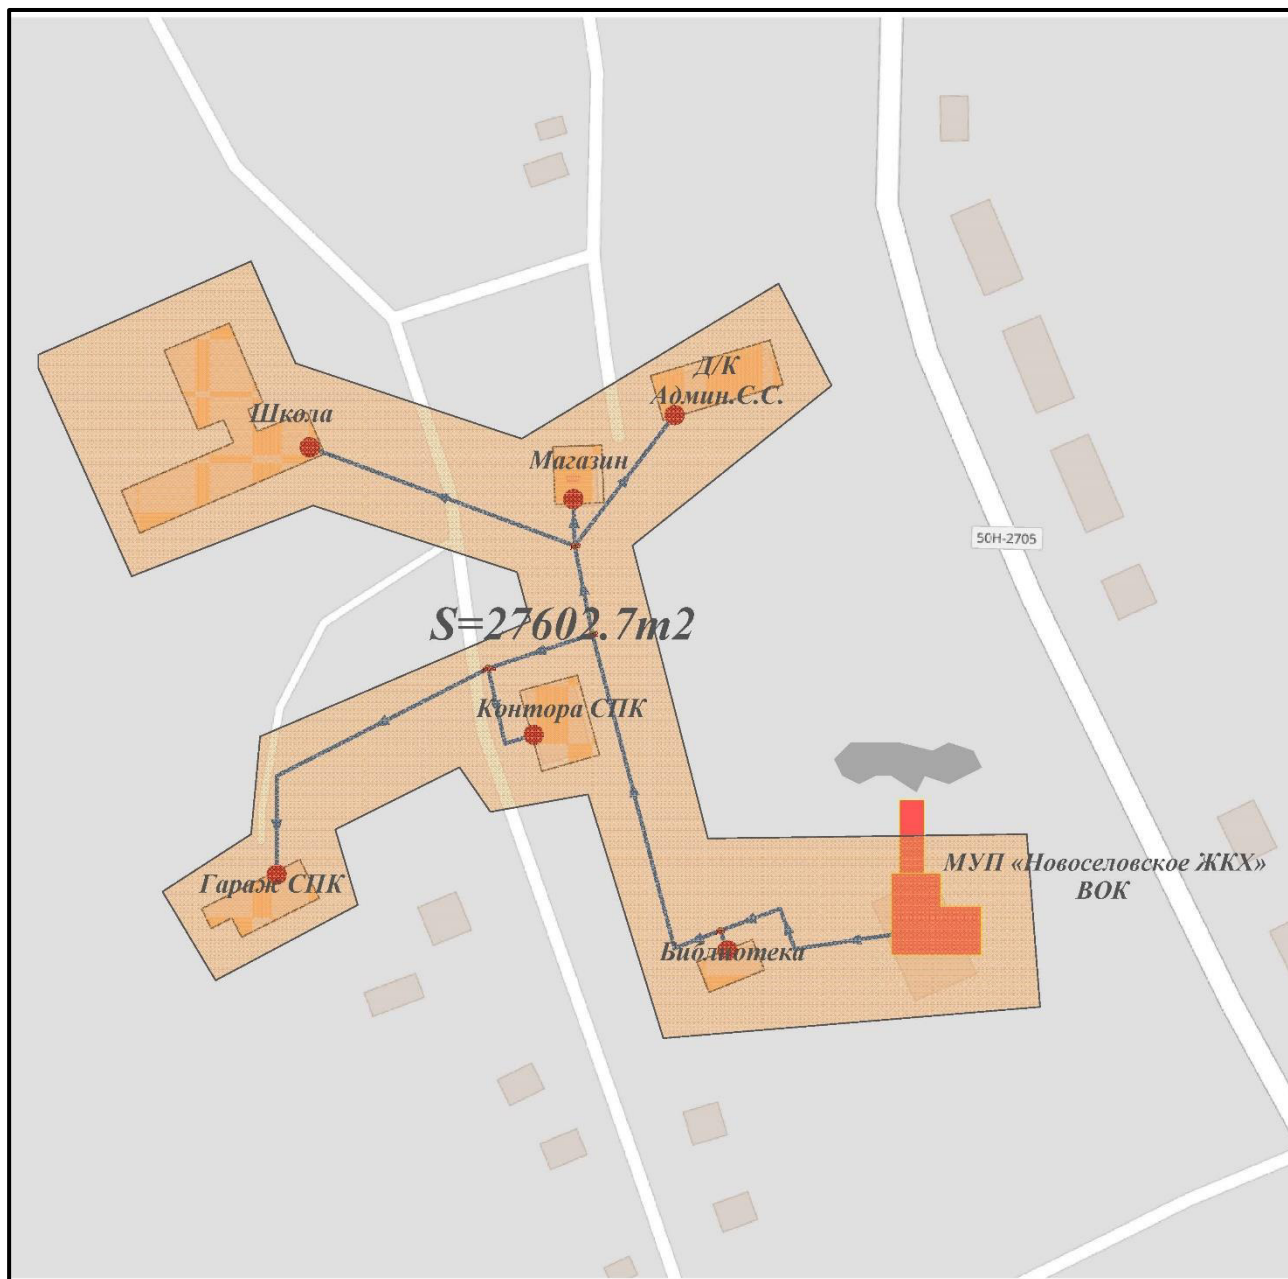 Д/К
Админ.С.С.
Школа
Магазин
50Н-2705
S=27602.7m2
Контора СПК
МУП «Новоселовское ЖКХ»
ВОК
Гараж СПК
Библиотека